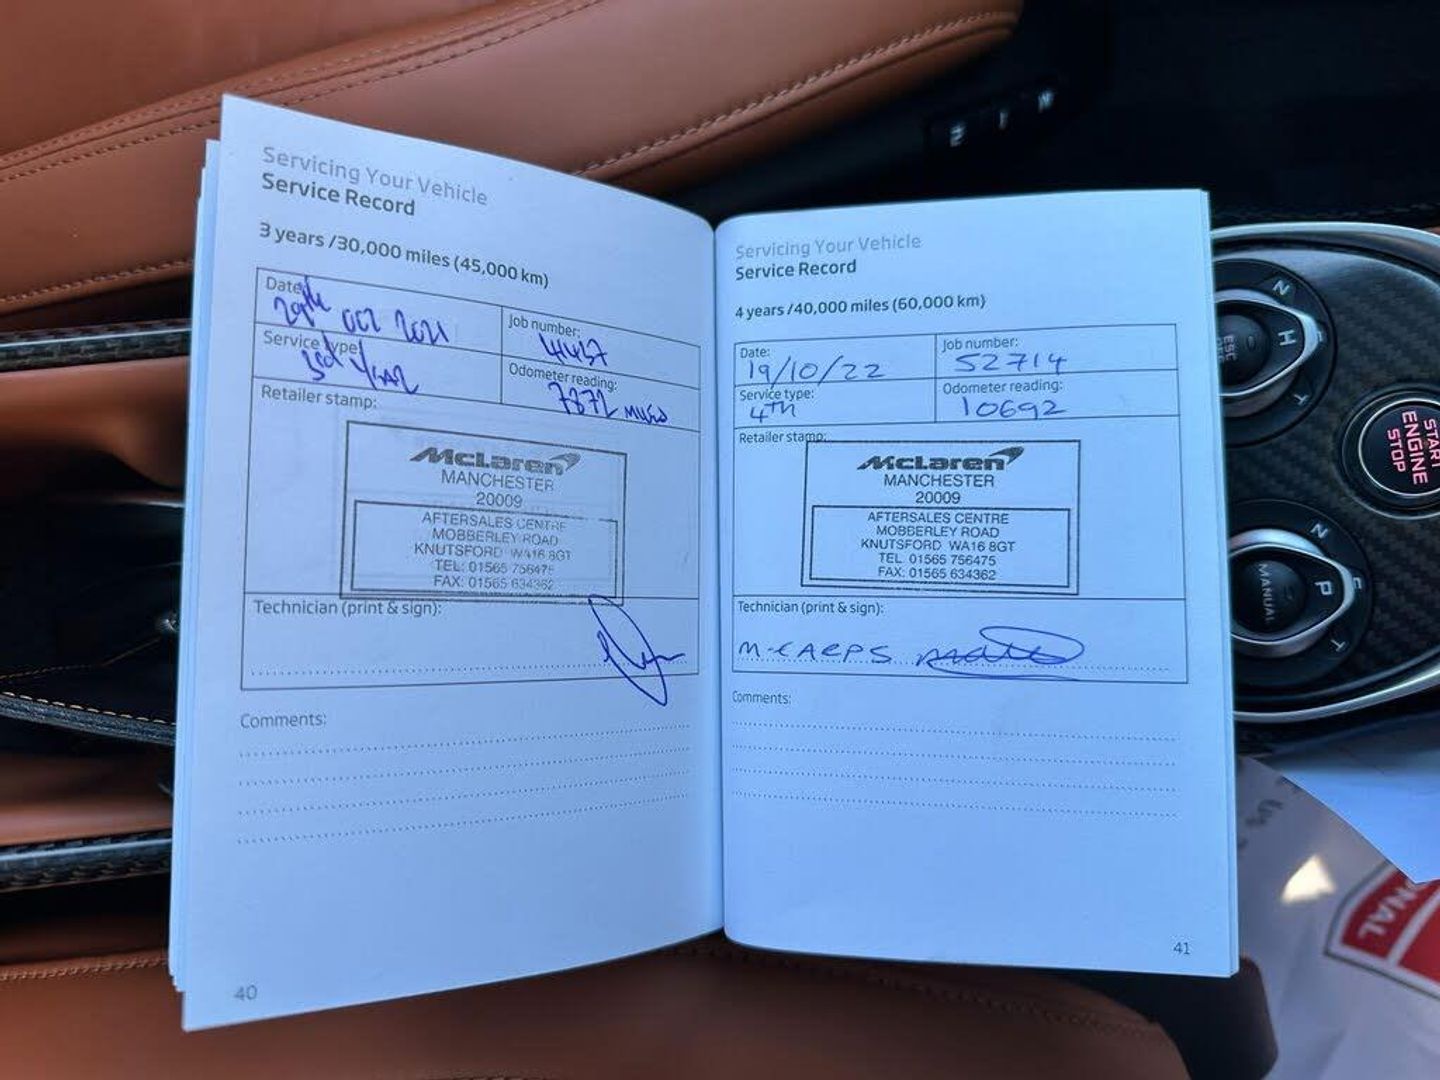 Servicing Your Vehicle
Service Record
3 years /30,000 miles (45,000 km)
Date:
29th OCT 2021
Job number:
Service type:
3rd YEAR
Odometer reading:
7872 MILES
Retailer stamp:
McLaren
MANCHESTER
20009
AFTERSALES CENTRE
MOBBERLEY ROAD
KNUTSFORD WA16 8GT
TEL: 01565 756475
FAX: 01565 634362
Technician (print & sign):
Comments:
40
Servicing Your Vehicle
Service Record
4 years /40,000 miles (60,000 km)
Date:
19/10/22
Job number:
52714
Service type:
4TH
Odometer reading:
10692
Retailer stamp:
McLaren
MANCHESTER
20009
AFTERSALES CENTRE
MOBBERLEY ROAD
KNUTSFORD WA16 8GT
TEL: 01565 756475
FAX: 01565 634362
Technician (print & sign):
Comments:
41
N
H
T
ESC
OFF
START
ENGINE
STOP
N
P
T
MANUAL